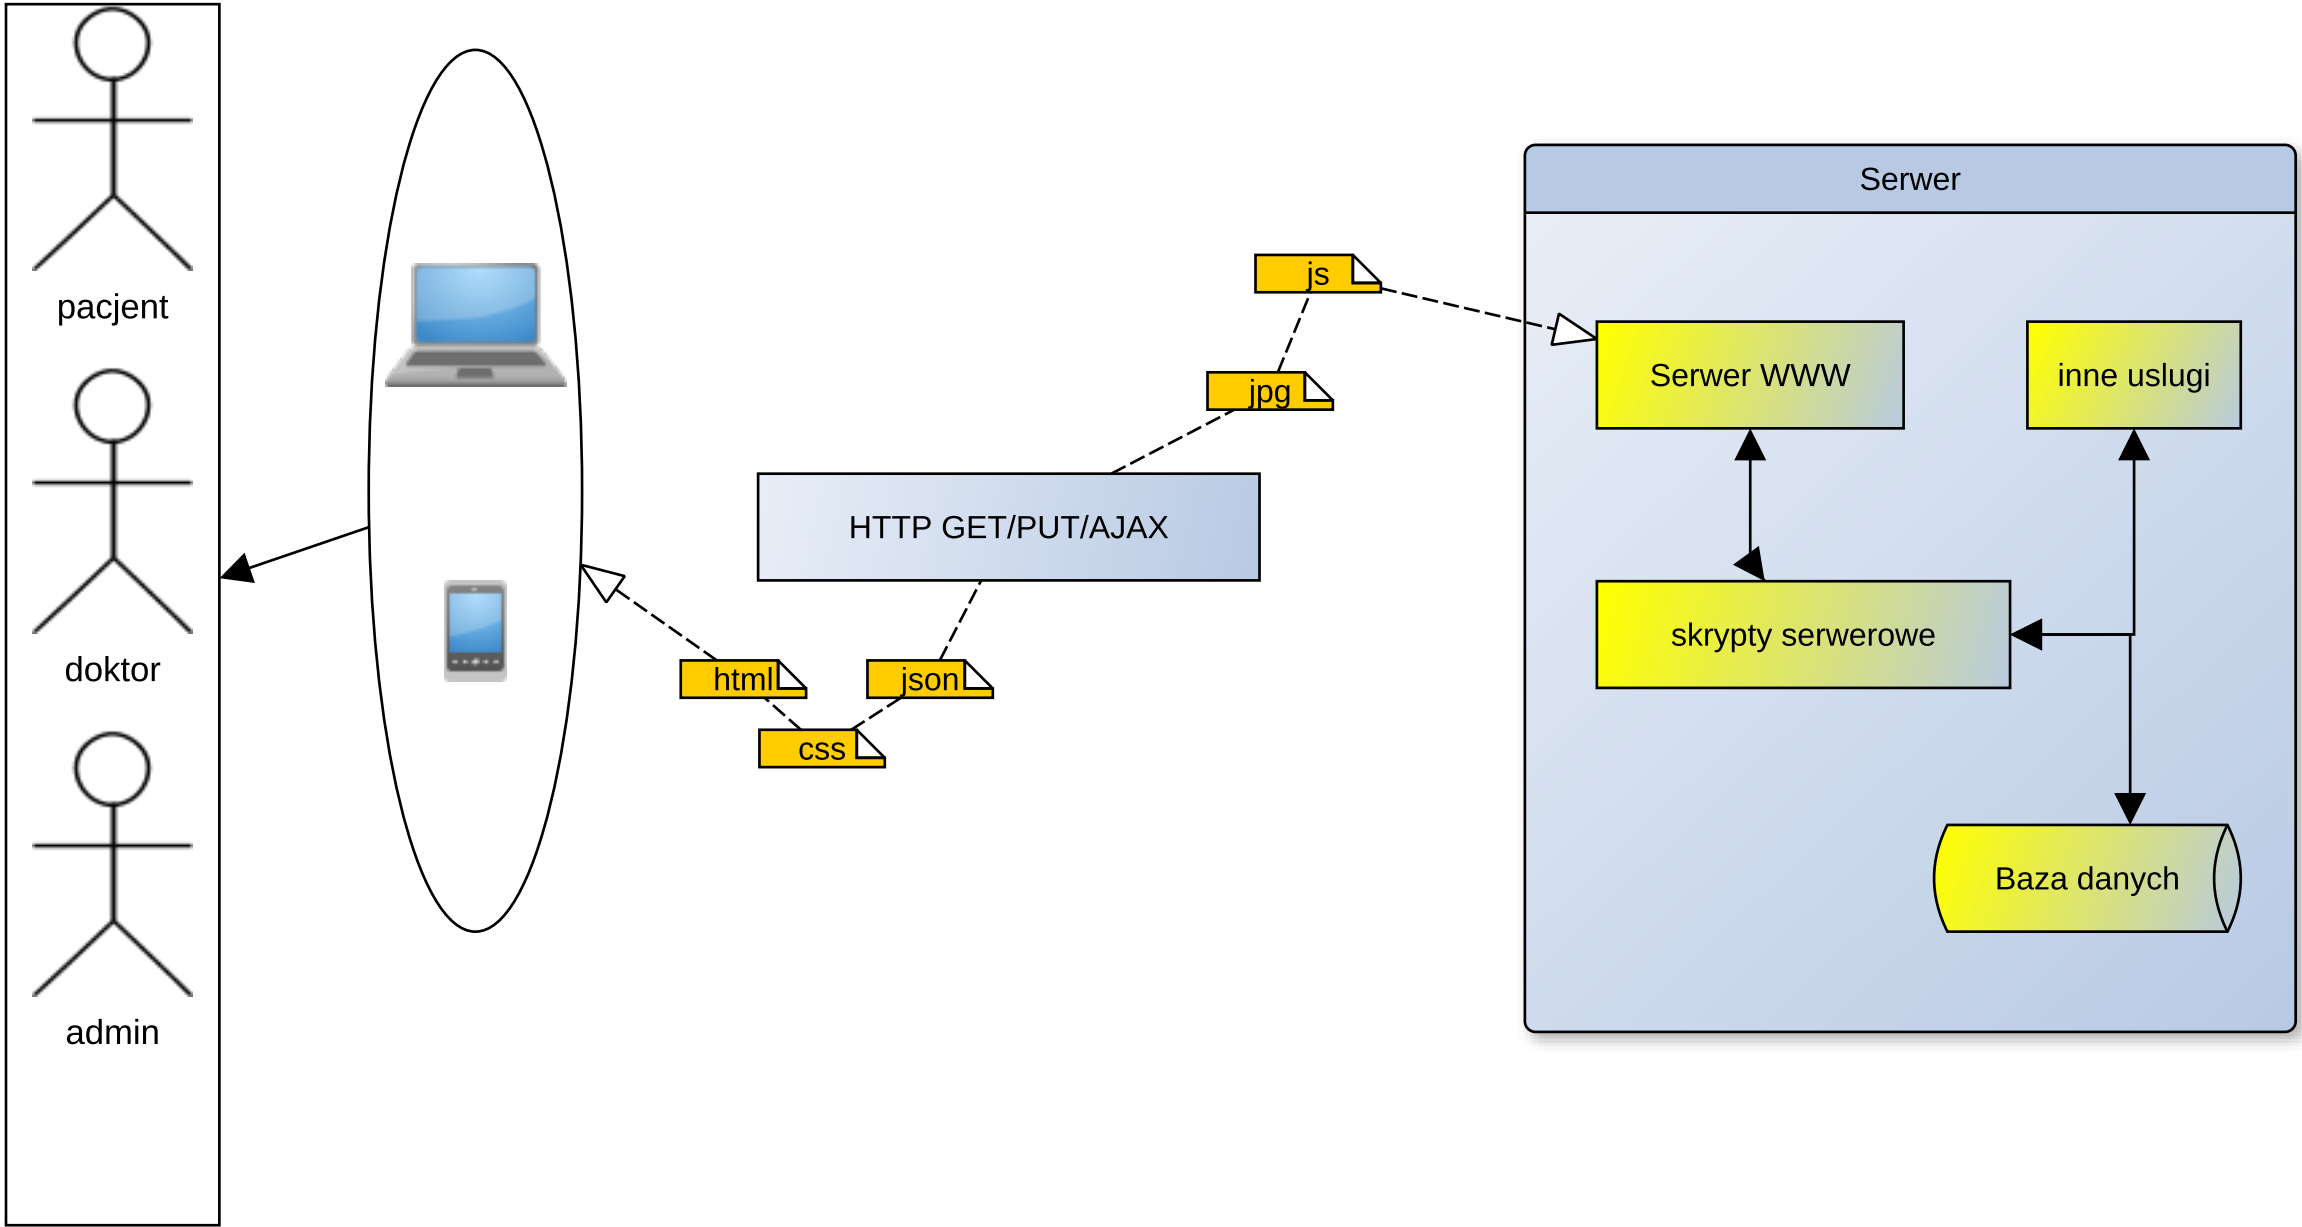 pacjent
doktor
admin
html
css
json
HTTP GET/PUT/AJAX
jpg
js
Serwer
Serwer WWW
inne uslugi
skrypty serwerowe
Baza danych